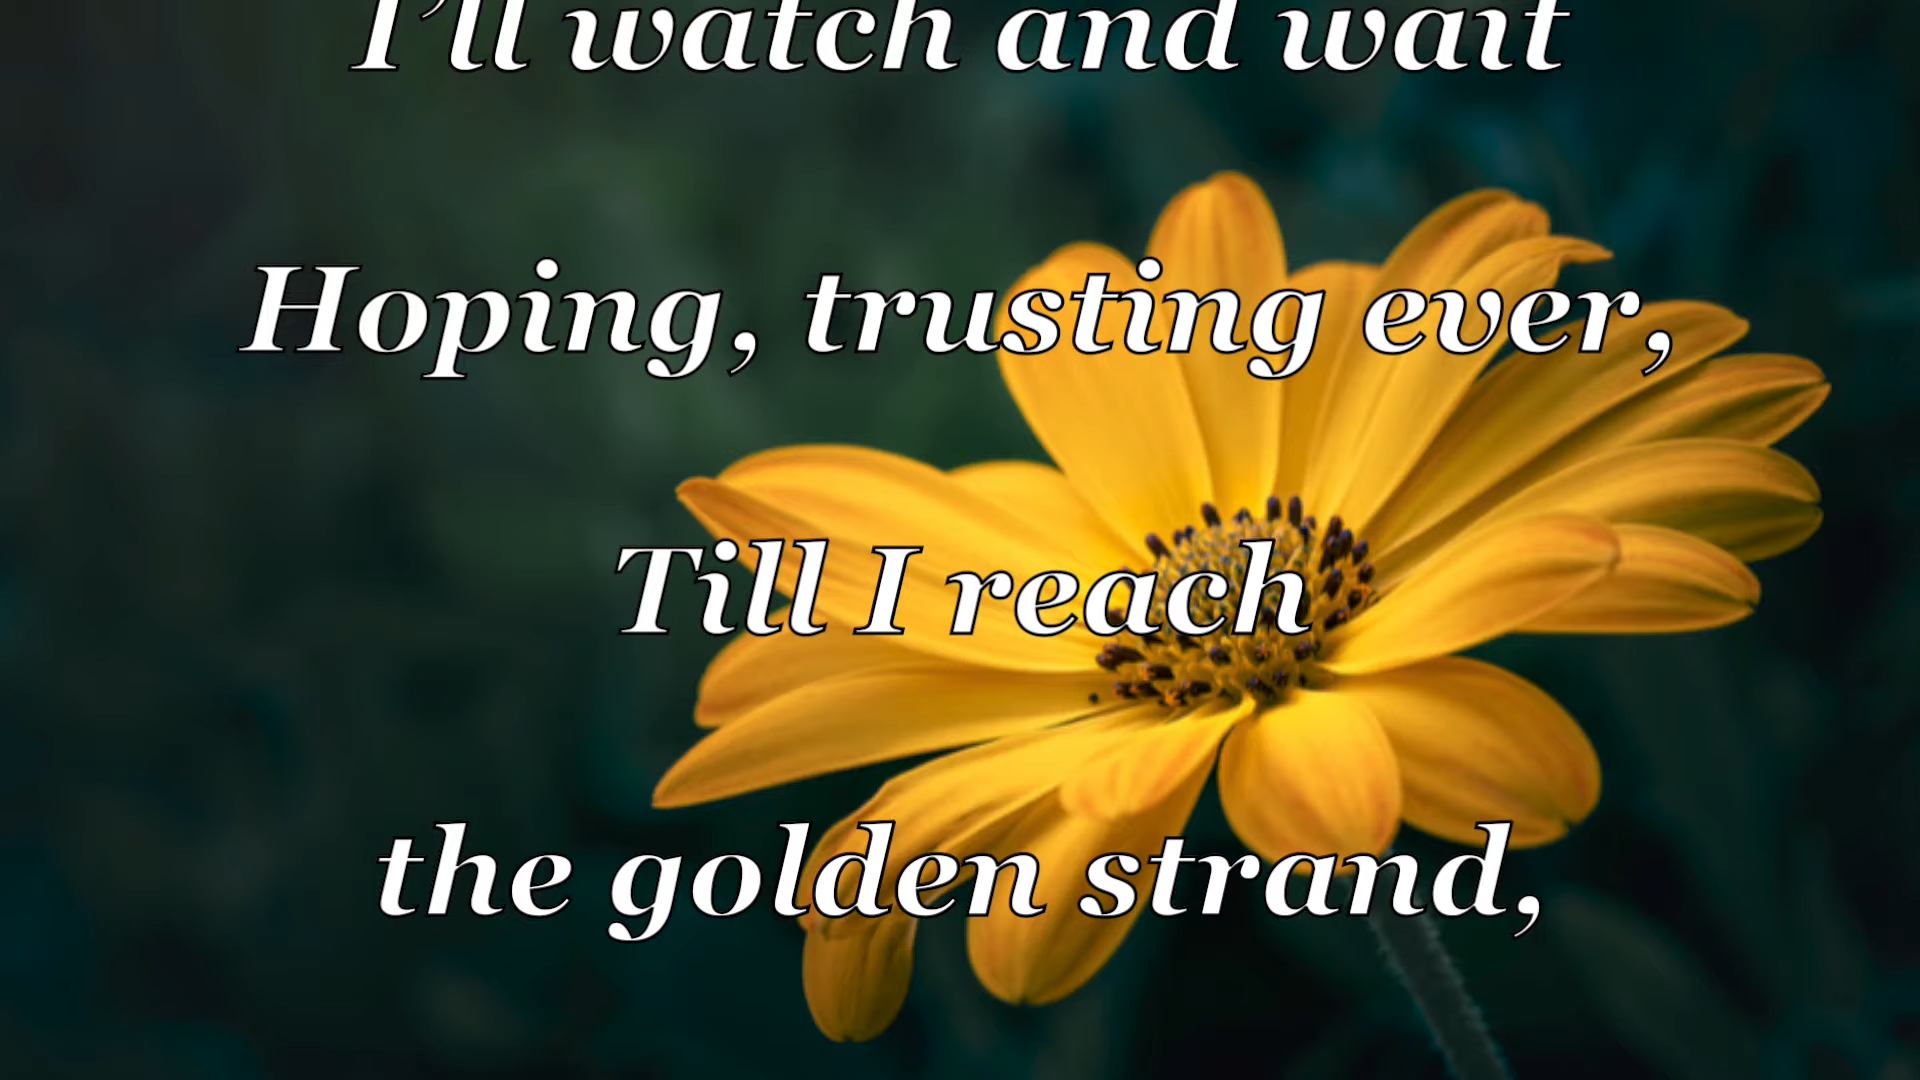 I’ll watch and wait
Hoping, trusting ever,
Till I reach
the golden strand,